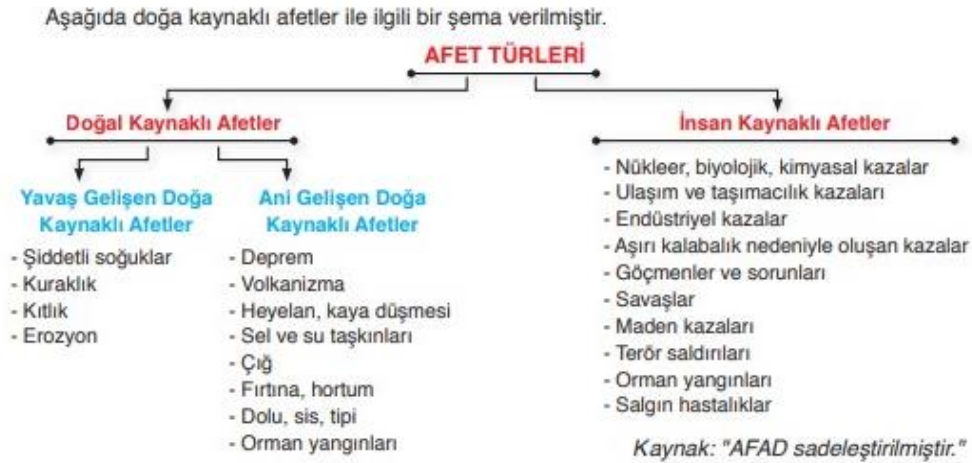 Aşağıda doğa kaynaklı afetler ile ilgili bir şema verilmiştir.
AFET TÜRLERİ
Doğal Kaynaklı Afetler
Yavaş Gelişen Doğa
Kaynaklı Afetler
- Şiddetli soğuklar
- Kuraklık
- Kıtlık
- Erozyon
Ani Gelişen Doğa
Kaynaklı Afetler
- Deprem
- Volkanizma
- Heyelan, kaya düşmesi
- Sel ve su taşkınları
- Çığ
- Fırtına, hortum
- Dolu, sis, tipi
- Orman yangınları
İnsan Kaynaklı Afetler
- Nükleer, biyolojik, kimyasal kazalar
- Ulaşım ve taşımacılık kazaları
- Endüstriyel kazalar
- Aşırı kalabalık nedeniyle oluşan kazalar
- Göçmenler ve sorunları
- Savaşlar
- Maden kazaları
- Terör saldırıları
- Orman yangınları
- Salgın hastalıklar
Kaynak: "AFAD sadeleştirilmiştir."